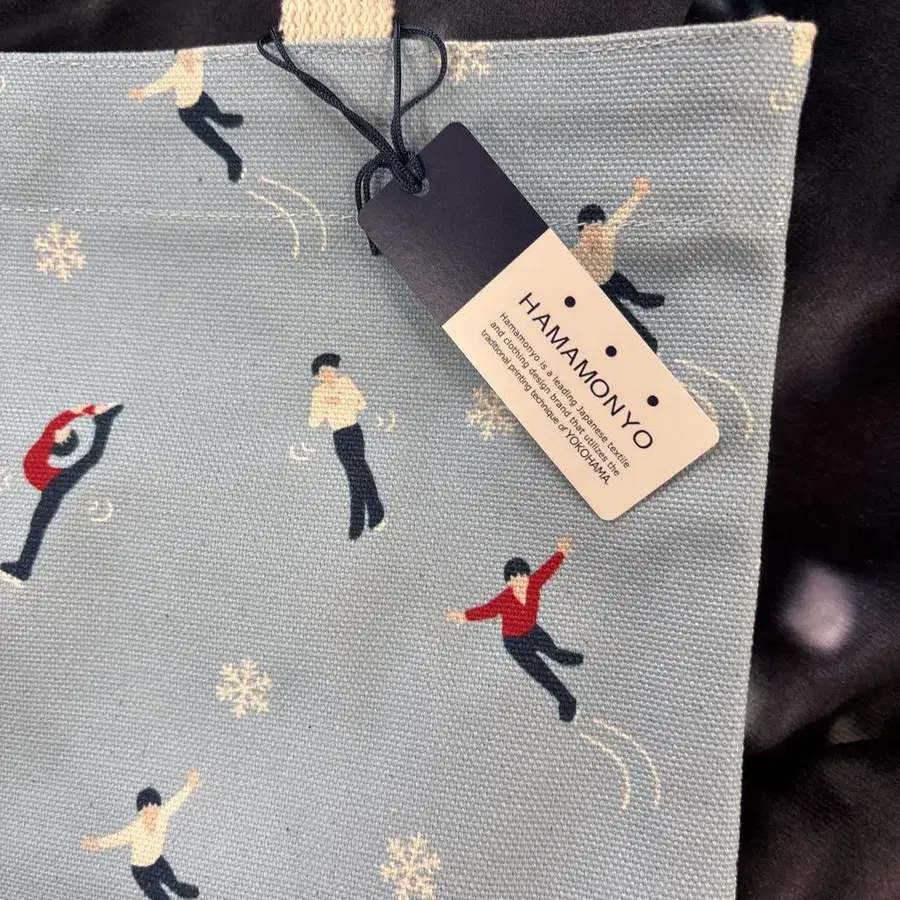 HAMAMONYO
Hamamonyo is a leading Japanese textile
and clothing design brand that utilizes the
traditional printing technique of YOKOHAMA.